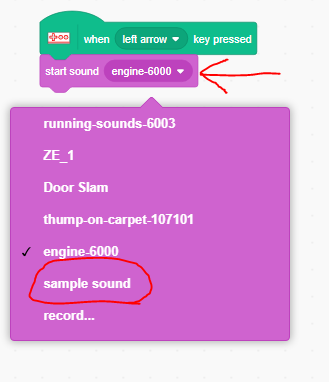 when left arrow key pressed
start sound engine-6000
running-sounds-6003
ZE_1
Door Slam
thump-on-carpet-107101
✓ engine-6000
sample sound
record...